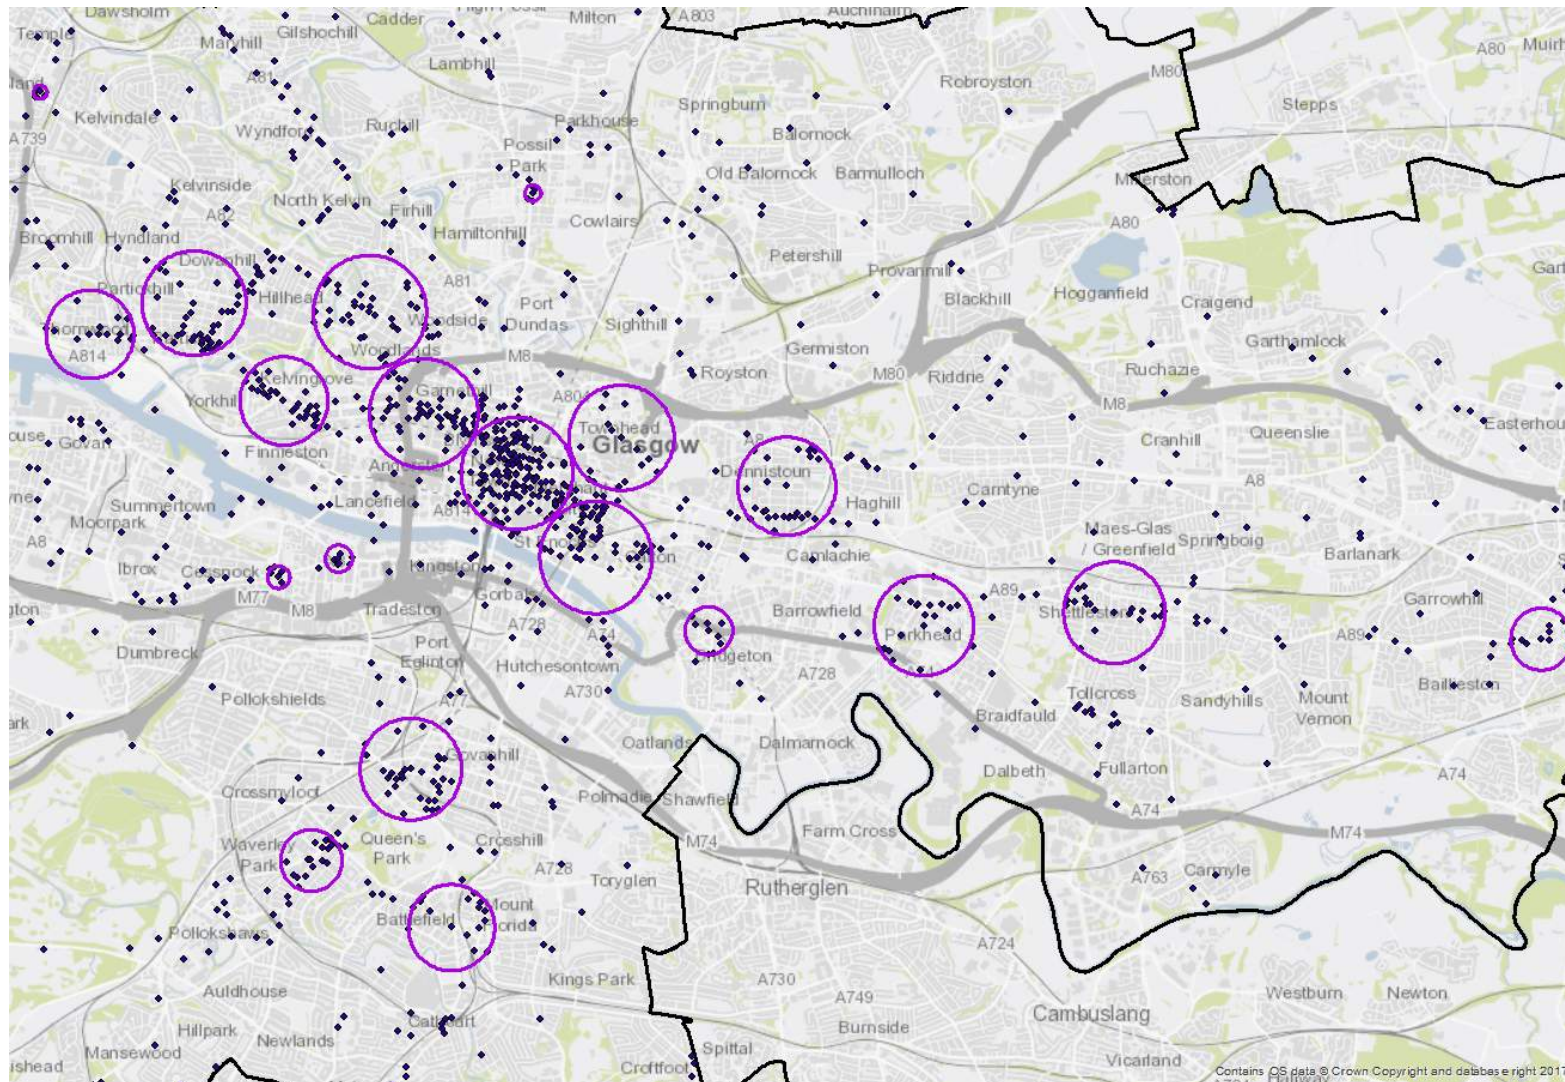 Dawsholm
Cadder
Milton
A803
Auchinairn
Temple
Gilshochill
Maryhill
A80
Lambhill
A81
M80
Robroyston
Kelvindale
Springburn
Stepps
Wyndford
Ruchill
Parkhouse
Balornock
A739
Possil
Park
Kelvinside
Old Balornock
Barmulloch
Millerston
North Kelvin
A82
Firhill
Cowlairs
A80
Broomhill
Hyndland
Hamiltonhill
Dowanhill
Petershill
Provanmill
Partickhill
Hillhead
A81
Blackhill
Hogganfield
Craigend
Port
Dundas
Thornwood
Woodside
Sighthill
A814
Woodlands
M8
Germiston
Garthamlock
Kelvingrove
Garnethill
Royston
M80
Riddrie
Ruchazie
Yorkhill
A804
M8
Townhead
Easterhou
Govan
Glasgow
A8
Cranhill
Queenslie
Finnieston
Dennistoun
Summertown
Lancefield
A814
Haghill
Carntyne
A8
Moorpark
Maes-Glas
/ Greenfield
Springboig
A8
St Enoch
Camlachie
Barlanark
Ibrox
Cessnock
Kingston
M77
M8
Tradeston
Gorbals
Barrowfield
A89
Shettleston
Garrowhill
A728
A74
Parkhead
A89
Dumbreck
Port
Eglinton
Hutchesontown
Bridgeton
A728
Pollokshields
A77
A730
Tollcross
Sandyhills
Mount
Vernon
Baillieston
Braidfauld
Oatlands
Dalmarnock
Govanhill
Dalbeth
Fullarton
A74
Crossmyloof
Polmadie
Shawfield
A74
Waverley
Park
Queen's
Park
Crosshill
M74
Farm Cross
M74
A728
Toryglen
Rutherglen
A763
Carmyle
Battlefield
Mount
Florida
Pollokshaws
A724
Kings Park
A730
Auldhouse
A749
Westburn
Newton
Hillpark
Cathcart
Burnside
Cambuslang
Newlands
Mansewood
Spittal
Croftfoot
Vicarland
Contains OS data © Crown Copyright and database right 201